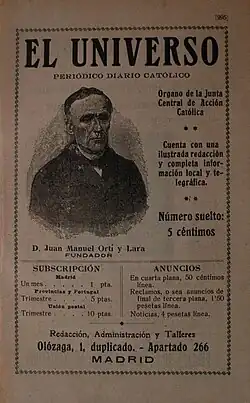 [995]
EL UNIVERSO
PERIÓDICO DIARIO CATÓLICO
Organo de la Junta
Central de Acción
Católica
Cuenta con una
ilustrada redacción
y completa infor-
mación local y te-
legráfica.
Número suelto:
5 céntimos
D. Juan Manuel Ortí y Lara
FUNDADOR
SUBSCRIPCIÓN
Madrid
Un mes . . . . . 1 pta.
Provincias y Portugal
Trimestre . . . . 5 ptas.
Unión postal
Trimestre . . . . 10 ptas.
ANUNCIOS
En cuarta plana, 50 céntimos
línea.
Reclamos, o sea anuncios de
final de tercera plana, 1'50
pesetas línea.
Noticias, 4 pesetas línea.
Redacción, Administración y Talleres
Olózaga, 1, duplicado. - Apartado 266
MADRID